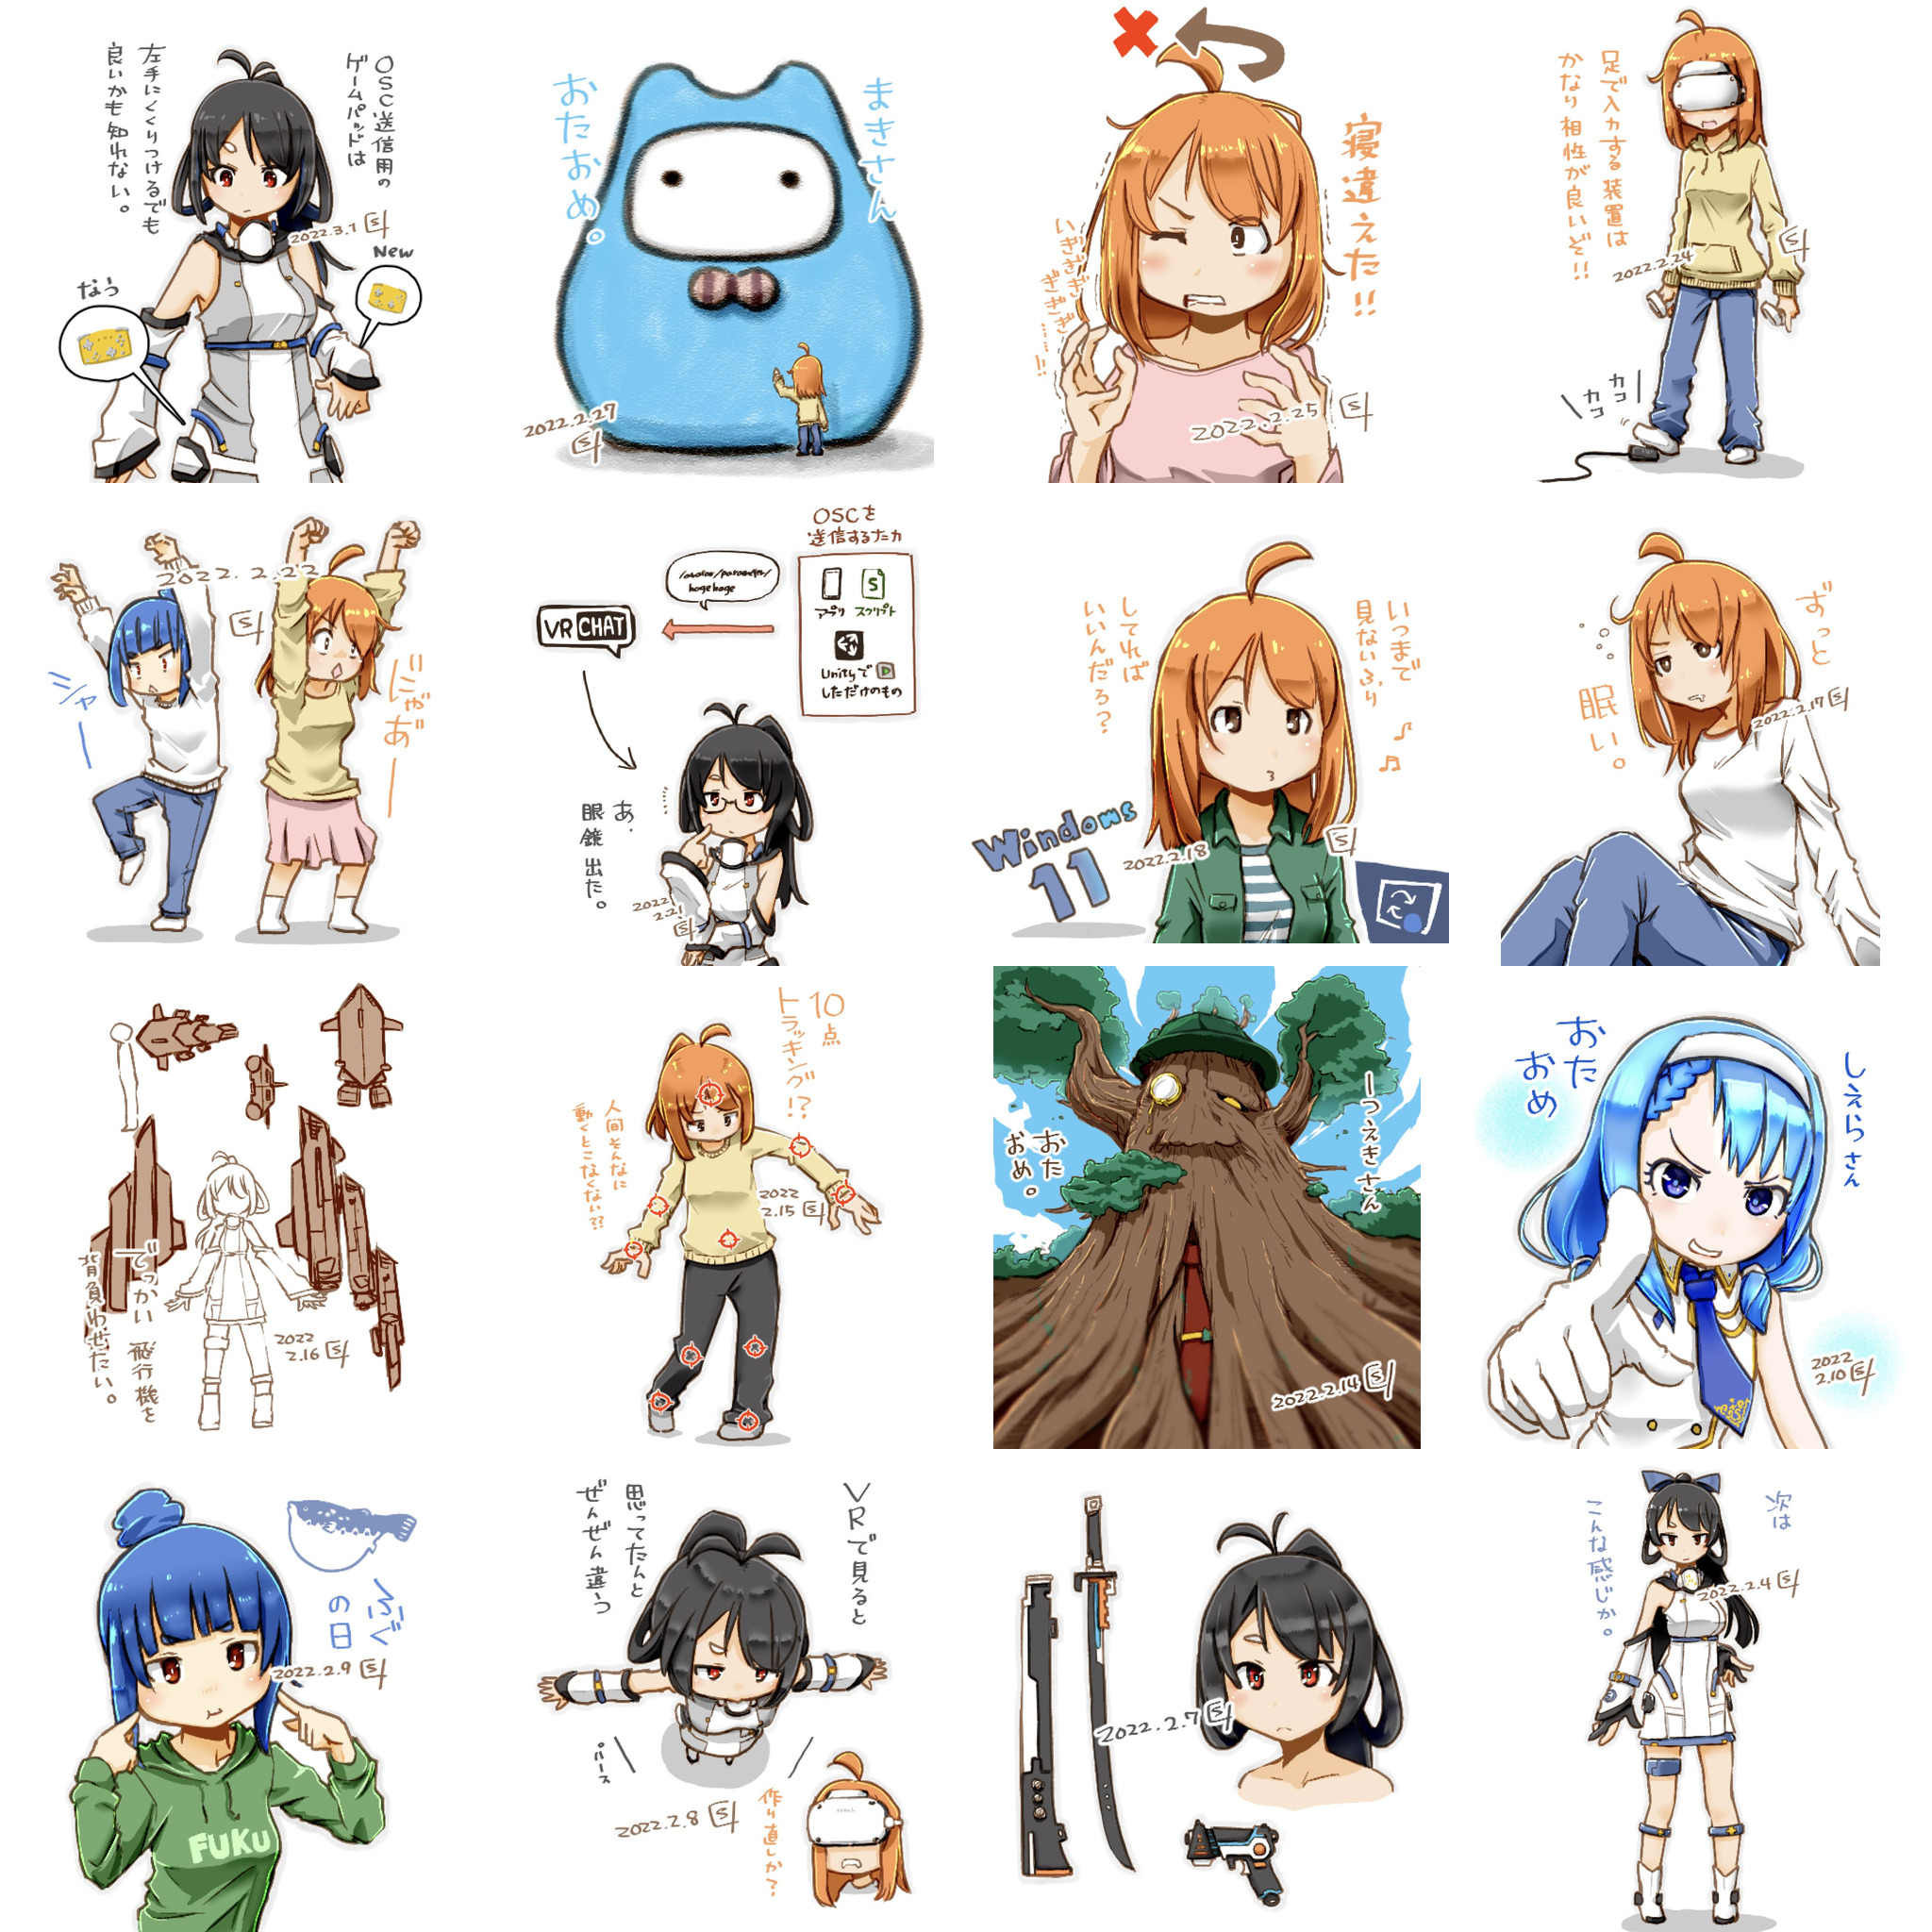 OSC送信用の
ゲームパッドは
左手にくくりつけるでも
良いかも知れない。
2022.3.1
New
なう
まきさん
おたおめ。
2022.2.27
寝違えた!!
いぎぎぎ
ぎぎぎ……!!
2022.2.25
足で入力する装置は
かなり相性が良いぞ!!
2022.2.24
カコ
カコ
2022.2.22
シャー
にゃあ゛ー
OSCを
送信するナニカ
/avatar/parameter/
hogehoge
アプリ
スクリプト
Unityで
しただけのもの
VRCHAT
あ、
眼鏡出た。
2022
2.21
いつまで
見ないふり
してれば
いいんだろ?
Windows
11
2022.2.18
ずっと
眠い。
2022.2.17
でっかい飛行機を
背負わせたい。
2022
2.16
10点
トラッキング!?
人間そんなに
動くとこなくない??
2022
2.15
一つえきさん
おた
おめ。
2022.2.14
しえらさん
おた
おめ
2022
2.10
ふぐ
の日
2022.2.9
FUKU
VRで見ると
思ってたんと
ぜんぜん違う
パース
2022.2.8
作り直しか?
2022.2.7
次は
こんな感じか。
2022.2.4